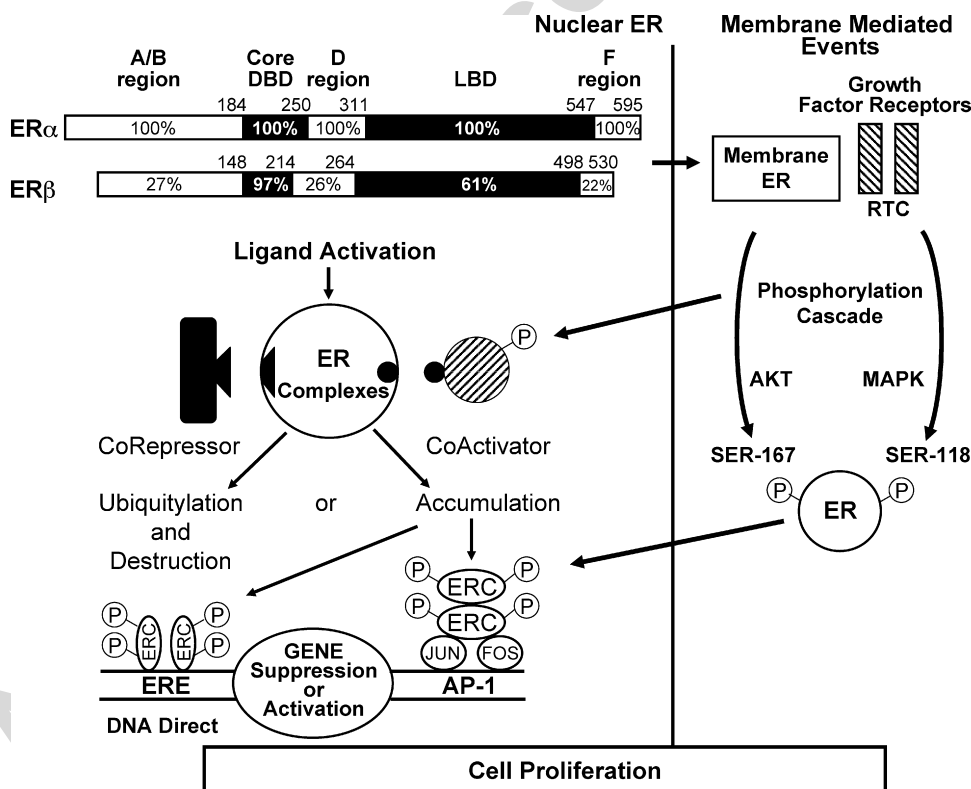 Nuclear ER
Membrane Mediated
Events
A/B
region
Core
DBD
D
region
LBD
F
region
184 250 311 547 595
ERα 100% 100% 100% 100% 100%
148 214 264 498 530
ERβ 27% 97% 26% 61% 22%
Growth
Factor Receptors
Membrane
ER
RTC
Ligand Activation
Phosphorylation
Cascade
P
ER
Complexes
AKT MAPK
CoRepressor
CoActivator
SER-167 SER-118
P ER P
Ubiquitylation
and
Destruction
or
Accumulation
P ERC P
P ERC P
JUN FOS
P P
P ERC ERC P
ERE
GENE
Suppression
or
Activation
AP-1
DNA Direct
Cell Proliferation